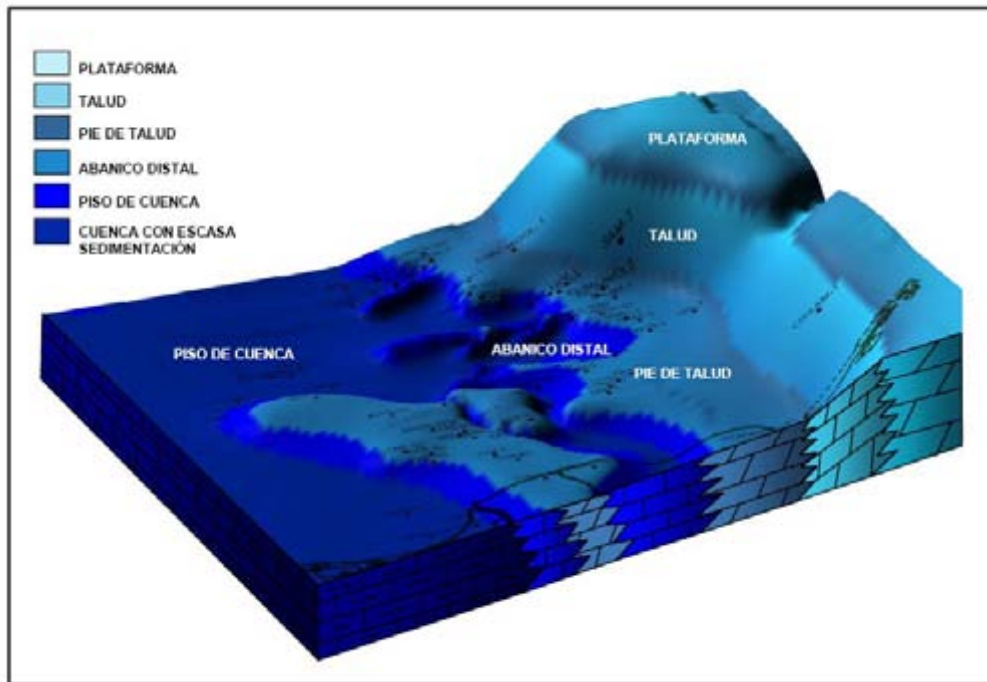 PLATAFORMA
TALUD
PIE DE TALUD
ABANICO DISTAL
PISO DE CUENCA
CUENCA CON ESCASA
SEDIMENTACIÓN
PLATAFORMA
TALUD
PISO DE CUENCA
ABANICO DISTAL
PIE DE TALUD